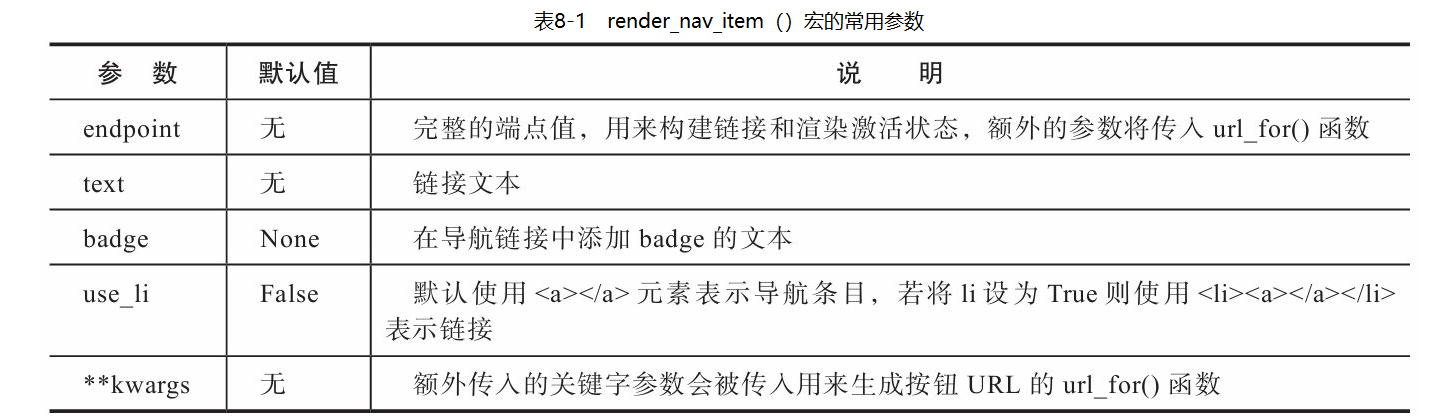 表8-1 render_nav_item（）宏的常用参数
参 数 默认值 说 明
endpoint 无 完整的端点值，用来构建链接和渲染激活状态，额外的参数将传入 url_for() 函数
text 无 链接文本
badge None 在导航链接中添加 badge 的文本
use_li False 默认使用 <a></a> 元素表示导航条目，若将 li 设为 True 则使用 <li><a></a></li>
表示链接
**kwargs 无 额外传入的关键字参数会被传入用来生成按钮 URL 的 url_for() 函数